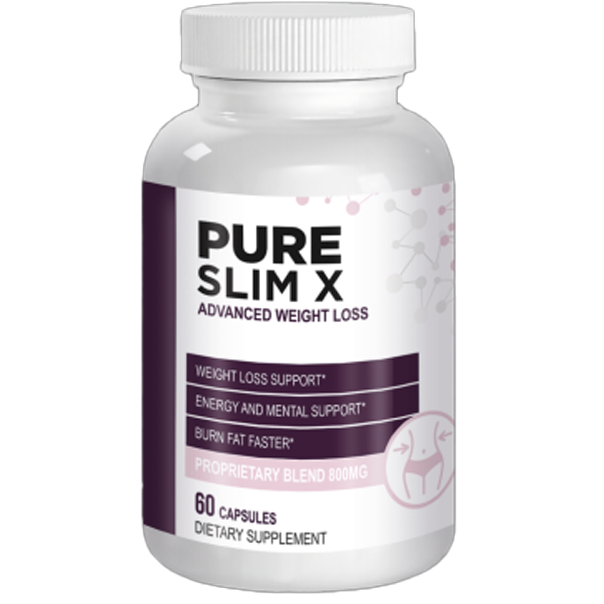 PURE
SLIM X
ADVANCED WEIGHT LOSS
WEIGHT LOSS SUPPORT*
ENERGY AND MENTAL SUPPORT*
BURN FAT FASTER*
PROPRIETARY BLEND 800MG
60 CAPSULES
DIETARY SUPPLEMENT